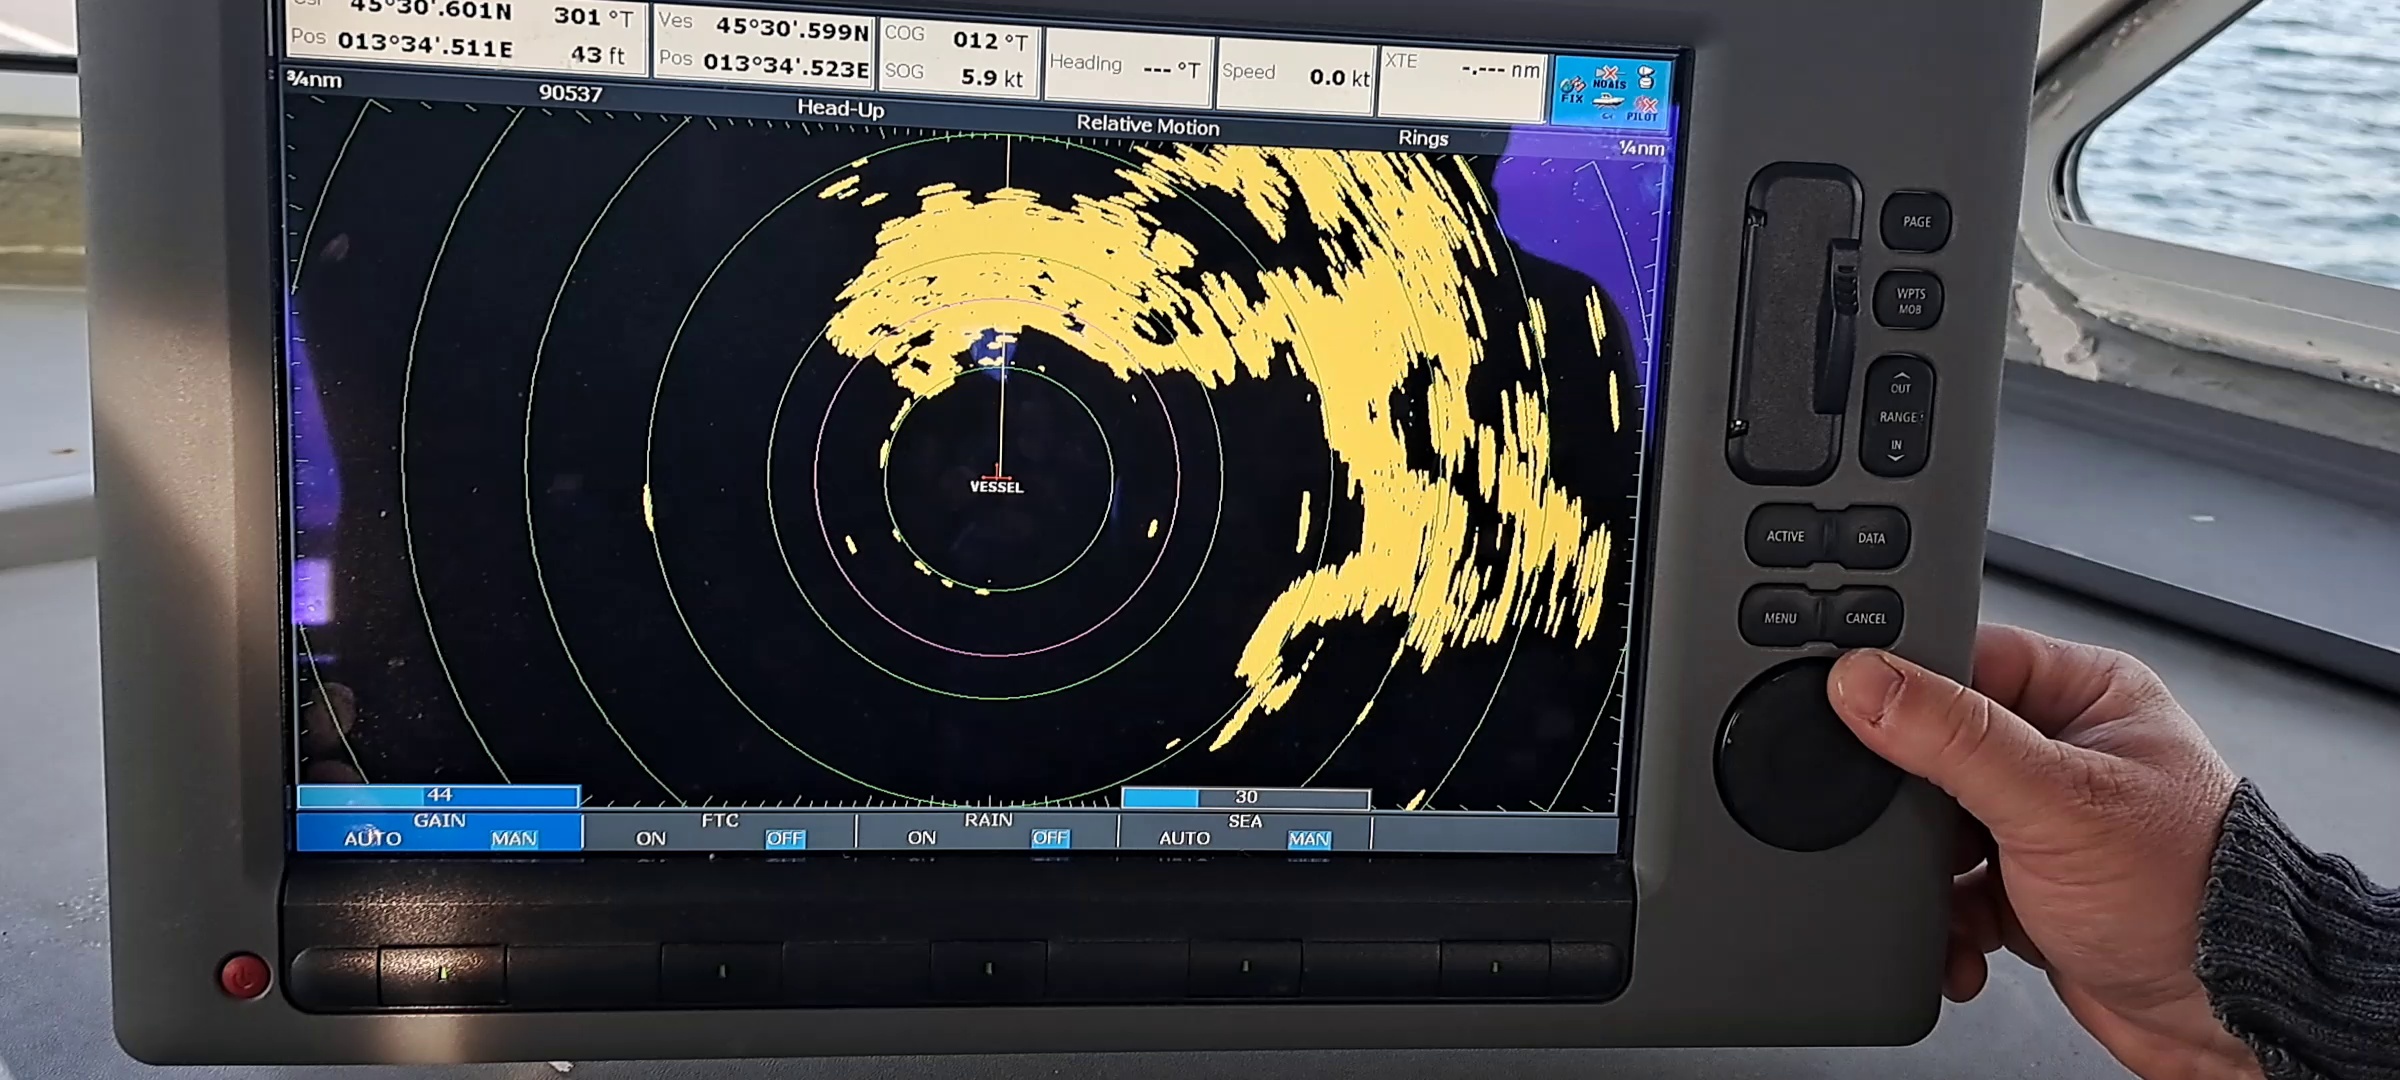 Csr 45°30'.601N 301 °T
Pos 013°34'.511E 43 ft
Ves 45°30'.599N
Pos 013°34'.523E
COG 012 °T
SOG 5.9 kt
Heading --- °T
Speed 0.0 kt
XTE -.--- nm
FIX NO AIS
PILOT
¾nm 90537 Head-Up Relative Motion Rings ¼nm
VESSEL
44
GAIN
AUTO MAN
FTC
ON OFF
RAIN
ON OFF
30
SEA
AUTO MAN
PAGE
WPTS
MOB
OUT
RANGE
IN
ACTIVE DATA
MENU CANCEL